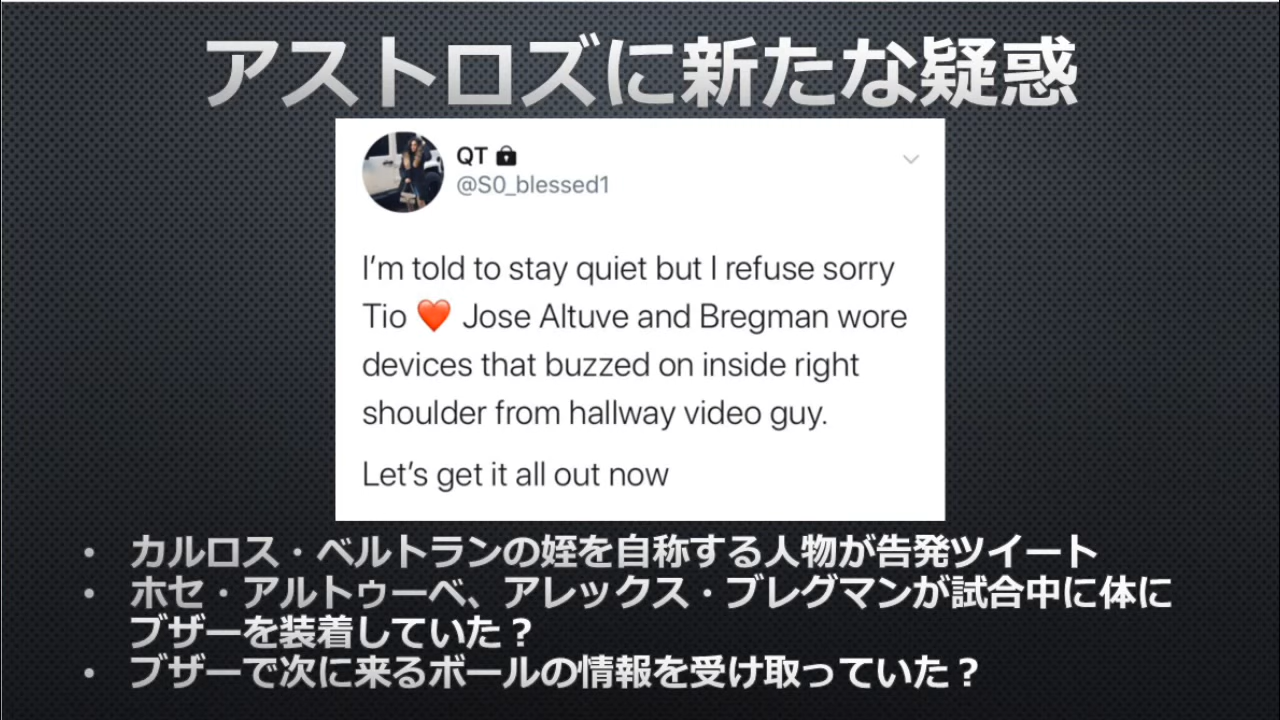 アストロズに新たな疑惑
QT
@S0_blessed1
I'm told to stay quiet but I refuse sorry
Tio ❤️ Jose Altuve and Bregman wore
devices that buzzed on inside right
shoulder from hallway video guy.
Let's get it all out now
• カルロス・ベルトランの姪を自称する人物が告発ツイート
• ホセ・アルトゥーベ、アレックス・ブレグマンが試合中に体に
ブザーを装着していた？
• ブザーで次に来るボールの情報を受け取っていた？